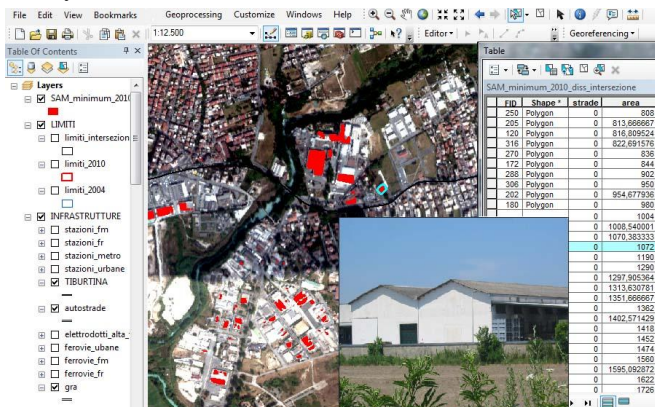 File Edit View Bookmarks Geoprocessing Customize Windows Help
1:12.500 Editor Georeferencing
Table Of Contents
Layers
SAM_minimum_2010
LIMITI
limiti_intersezion
limiti_2010
limiti_2004
INFRASTRUTTURE
stazioni_fm
stazioni_fr
stazioni_metro
stazioni_urbane
TIBURTINA
autostrade
elettrodotti_alta_
ferrovie_ubane
ferrovie_fm
ferrovie_fr
gra
Table
SAM_minimum_2010_diss_intersezione
FID Shape * strade area
250 Polygon 0 808
205 Polygon 0 813,666667
120 Polygon 0 816,809524
316 Polygon 0 822,691576
270 Polygon 0 836
172 Polygon 0 844
288 Polygon 0 902
306 Polygon 0 950
202 Polygon 0 954,677936
180 Polygon 0 980
0 1004
0 1008,540001
0 1070,383333
0 1072
0 1190
0 1290
0 1297,905364
0 1313,630781
0 1351,666667
0 1362
0 1402,571429
0 1418
0 1452
0 1474
0 1560
0 1595,092872
0 1622
0 1726